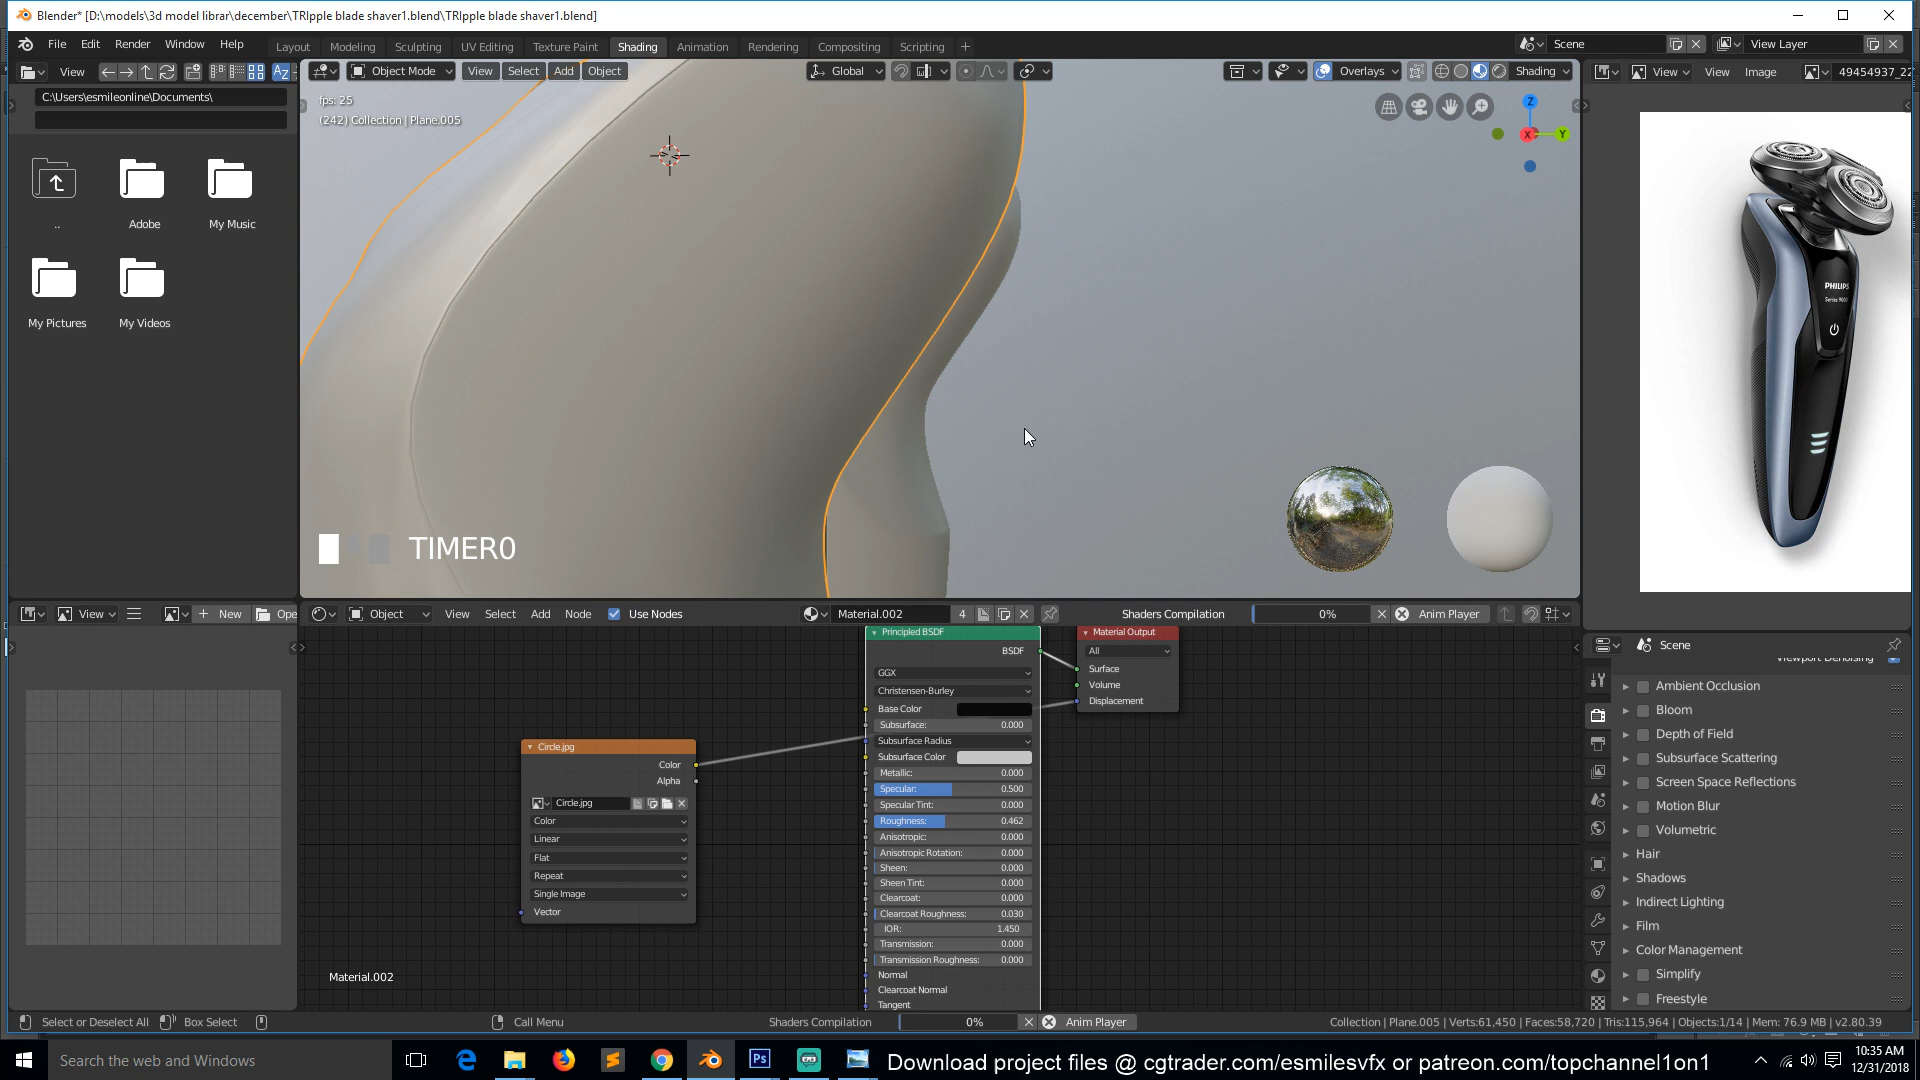 Blender* [D:\models\3d model librar\december\TRIpple blade shaver1.blend\TRIpple blade shaver1.blend]
File Edit Render Window Help Layout Modeling Sculpting UV Editing Texture Paint Shading Animation Rendering Compositing Scripting + Scene View Layer
View Object Mode View Select Add Object Global Overlays Shading View View Image 49454937_22
C:\Users\esmileonline\Documents\
fps: 25
(242) Collection | Plane.005
..
Adobe
My Music
My Pictures
My Videos
Z
X
Y
PHILIPS
Series 9000
TIMER0
View New Ope Object View Select Add Node Use Nodes Material.002 4 Shaders Compilation 0% Anim Player
Principled BSDF
BSDF
GGX
Christensen-Burley
Base Color
Subsurface: 0.000
Subsurface Radius
Subsurface Color
Metallic: 0.000
Specular: 0.500
Specular Tint: 0.000
Roughness: 0.462
Anisotropic: 0.000
Anisotropic Rotation: 0.000
Sheen: 0.000
Sheen Tint: 0.000
Clearcoat: 0.000
Clearcoat Roughness: 0.030
IOR: 1.450
Transmission: 0.000
Transmission Roughness: 0.000
Normal
Clearcoat Normal
Tangent
Material Output
All
Surface
Volume
Displacement
Circle.jpg
Color
Alpha
Circle.jpg
Color
Linear
Flat
Repeat
Single Image
Vector
Material.002
Scene
Viewport Denoising
Ambient Occlusion
Bloom
Depth of Field
Subsurface Scattering
Screen Space Reflections
Motion Blur
Volumetric
Hair
Shadows
Indirect Lighting
Film
Color Management
Simplify
Freestyle
Select or Deselect All Box Select Call Menu Shaders Compilation 0% Anim Player Collection | Plane.005 | Verts:61,450 | Faces:58,720 | Tris:115,964 | Objects:1/14 | Mem: 76.9 MB | v2.80.39
Search the web and Windows
Download project files @ cgtrader.com/esmilesvfx or patreon.com/topchannel1on1
10:35 AM
12/31/2018